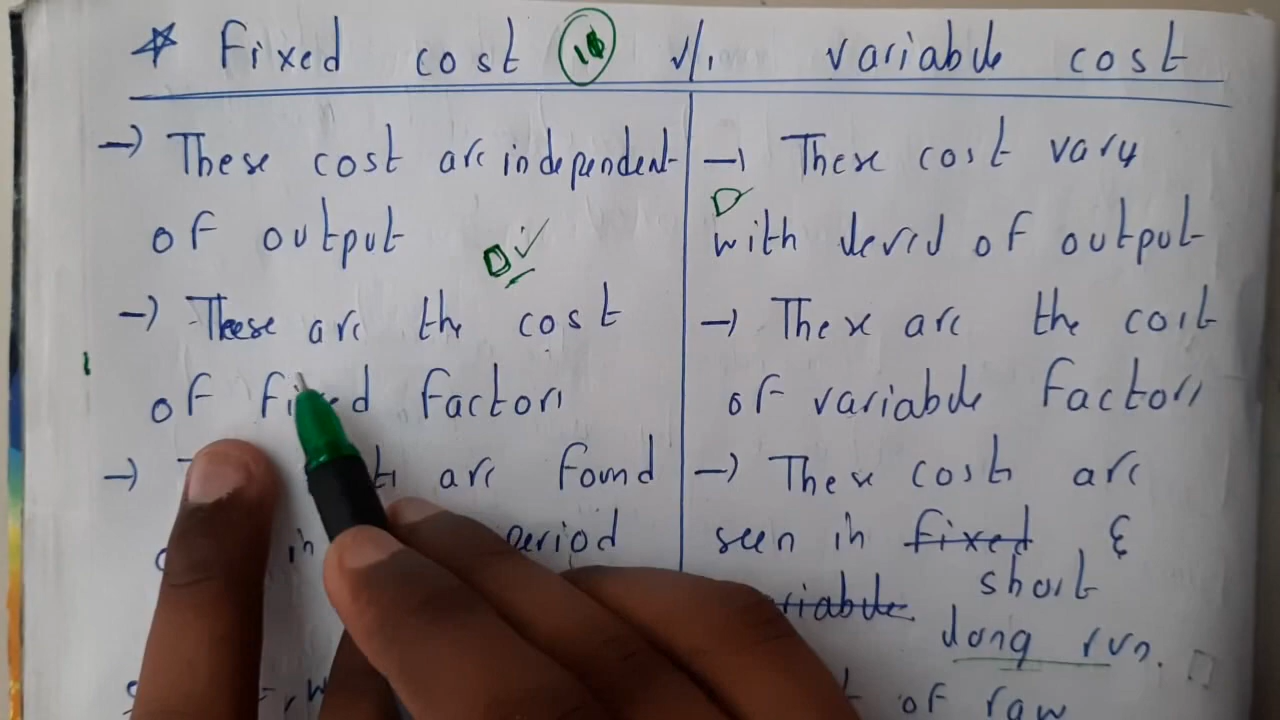 * Fixed cost v/s variable cost
→ These cost are independent
of output
→ These are the cost
of fixed factors
→ are found
in period
→ These cost vary
with level of output
→ These are the cost
of variable factors
→ These cost are
seen in fixed &
variable short
long run.
of raw